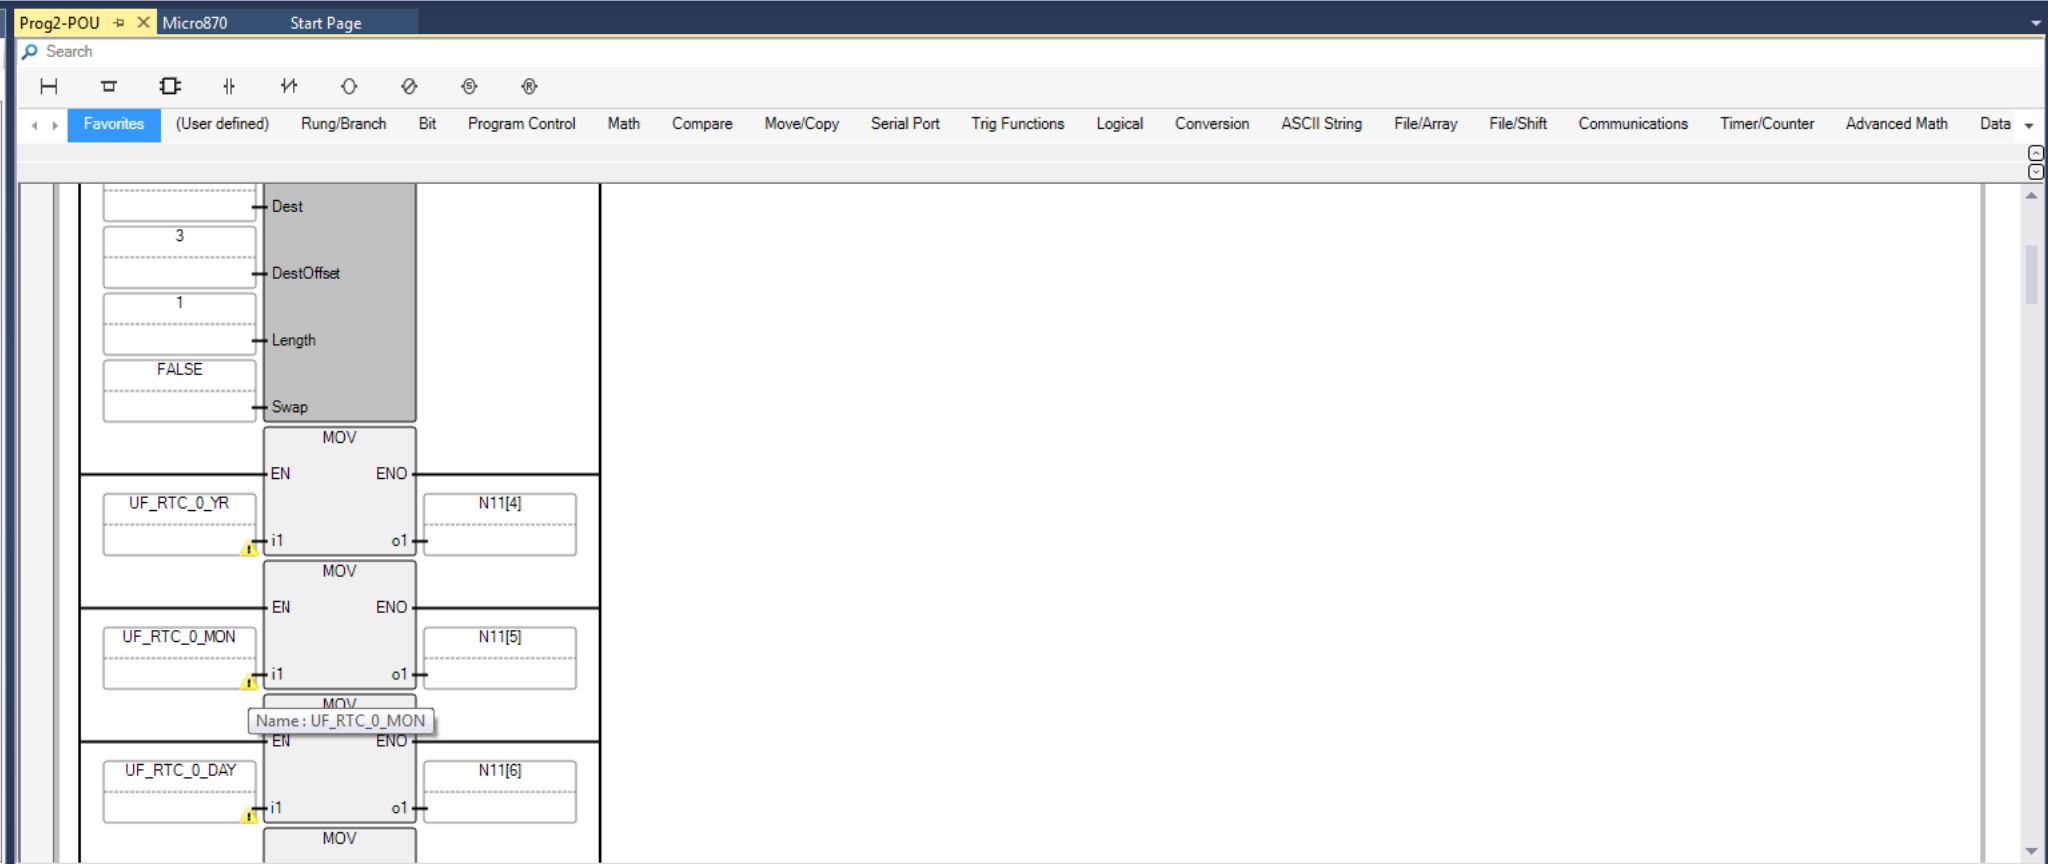 Prog2-POU
Micro870
Start Page
Search
Favorites (User defined) Rung/Branch Bit Program Control Math Compare Move/Copy Serial Port Trig Functions Logical Conversion ASCII String File/Array File/Shift Communications Timer/Counter Advanced Math Data
Dest
3
DestOffset
1
Length
FALSE
Swap
MOV
EN ENO
UF_RTC_0_YR N11[4]
i1 o1
MOV
EN ENO
UF_RTC_0_MON N11[5]
i1 o1
MOV
Name : UF_RTC_0_MON
EN ENO
UF_RTC_0_DAY N11[6]
i1 o1
MOV